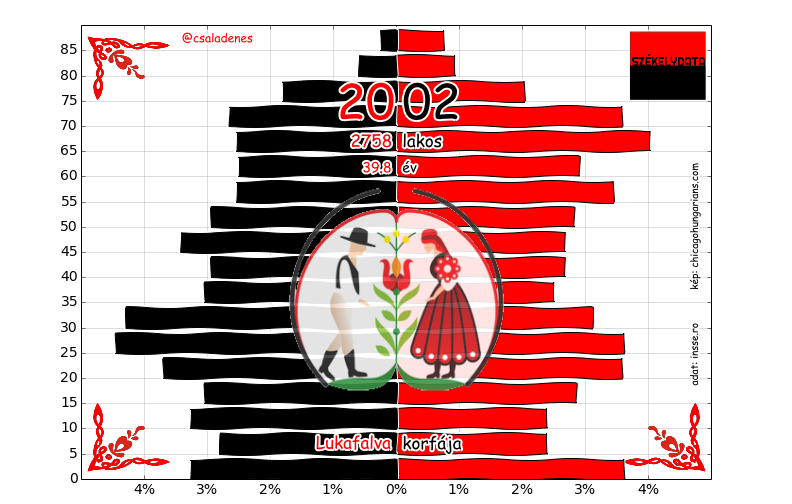 @csaladenes
SZÉKELYDATA
2002
2758 lakos
39.8 év
kép: chicagohungarians.com
adat: insse.ro
Lukafalva korfája
85
80
75
70
65
60
55
50
45
40
35
30
25
20
15
10
5
0
4% 3% 2% 1% 0% 1% 2% 3% 4%